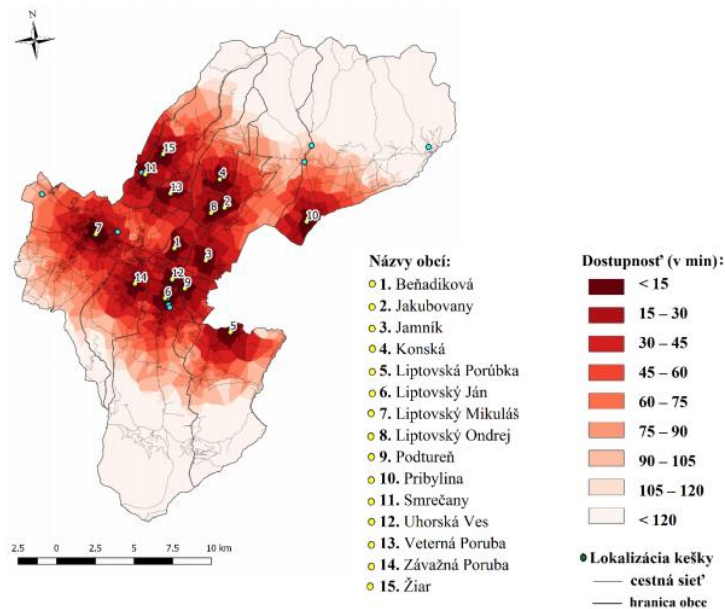 N
15
11
4
13
2
8
10
7
1
3
12
14
9
6
5
2.5 0 2.5 5 7.5 10 km
Názvy obcí:
1. Beňadiková
2. Jakubovany
3. Jamník
4. Konská
5. Liptovská Porúbka
6. Liptovský Ján
7. Liptovský Mikuláš
8. Liptovský Ondrej
9. Podtureň
10. Pribylina
11. Smrečany
12. Uhorská Ves
13. Veterná Poruba
14. Závažná Poruba
15. Žiar
Dostupnosť (v min):
< 15
15 – 30
30 – 45
45 – 60
60 – 75
75 – 90
90 – 105
105 – 120
< 120
Lokalizácia kešky
cestná sieť
hranica obce